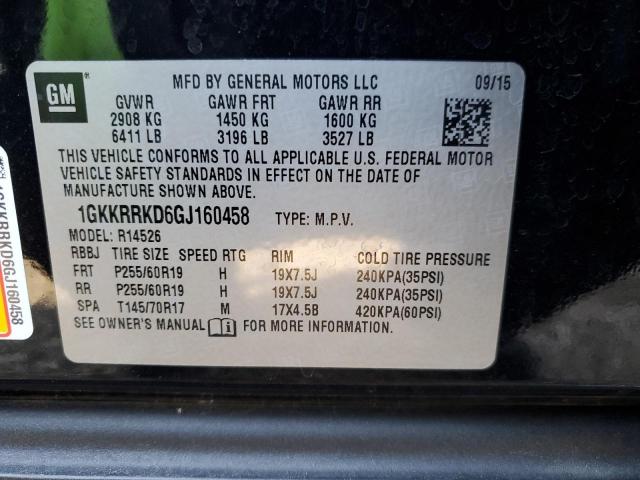 GM
MFD BY GENERAL MOTORS LLC 09/15
GVWR GAWR FRT GAWR RR
2908 KG 1450 KG 1600 KG
6411 LB 3196 LB 3527 LB
THIS VEHICLE CONFORMS TO ALL APPLICABLE U.S. FEDERAL MOTOR
VEHICLE SAFETY STANDARDS IN EFFECT ON THE DATE OF
MANUFACTURE SHOWN ABOVE.
1GKKRRKD6GJ160458 TYPE: M.P.V.
MODEL: R14526
RBBJ TIRE SIZE SPEED RTG RIM COLD TIRE PRESSURE
FRT P255/60R19 H 19X7.5J 240KPA(35PSI)
RR P255/60R19 H 19X7.5J 240KPA(35PSI)
SPA T145/70R17 M 17X4.5B 420KPA(60PSI)
SEE OWNER'S MANUAL FOR ADDITIONAL INFORMATION.
1GKKRRKD6GJ160458